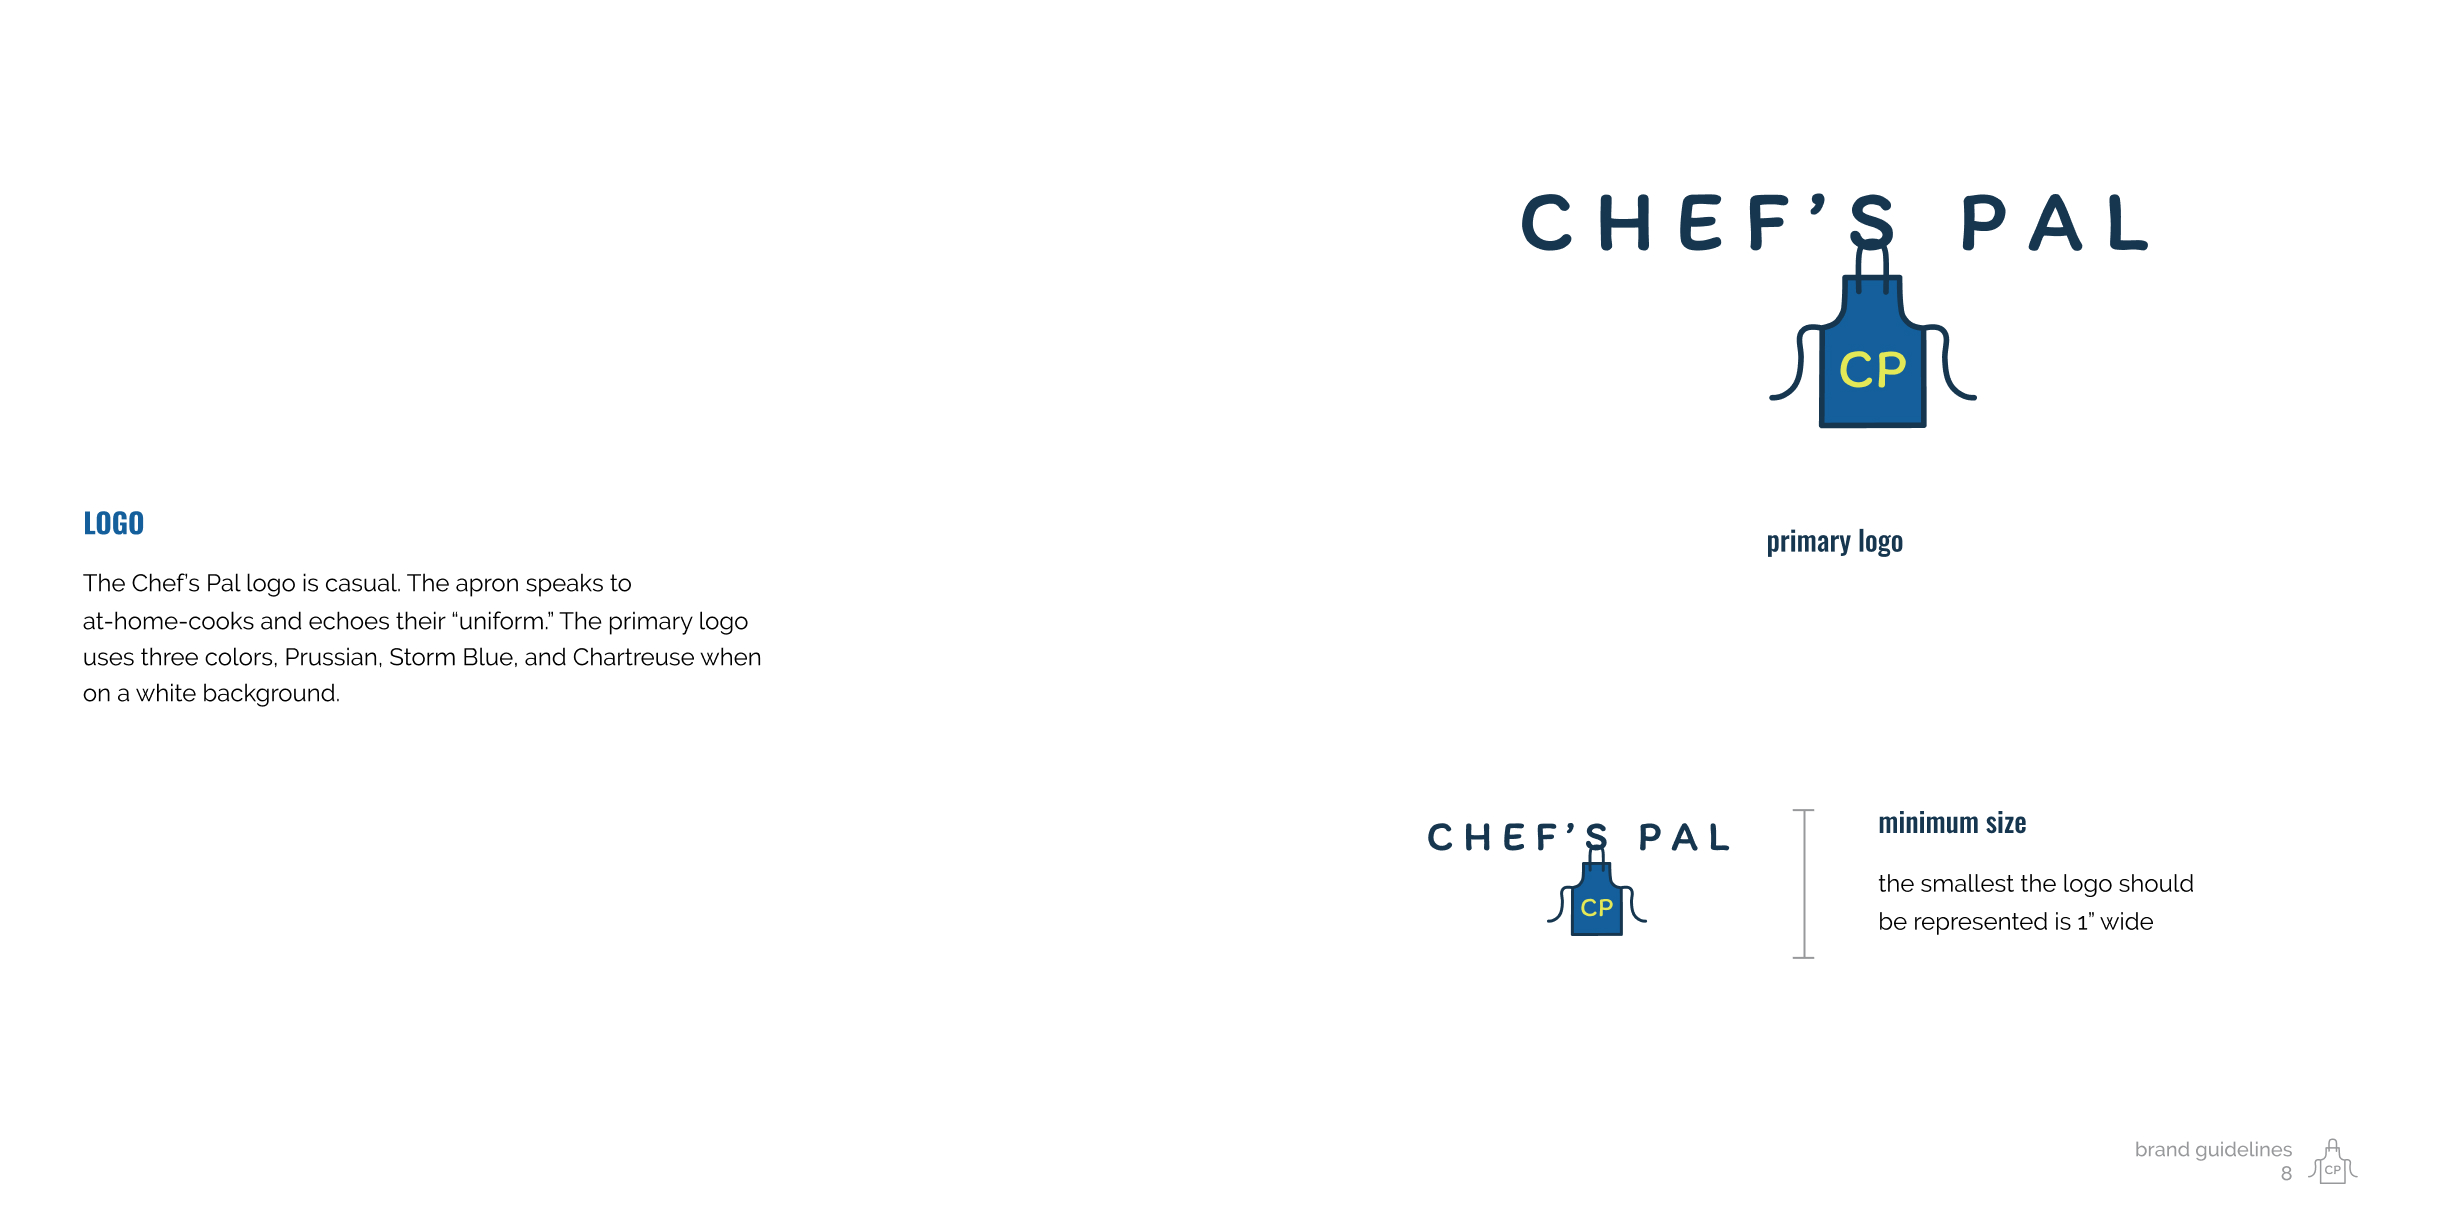 LOGO
The Chef’s Pal logo is casual. The apron speaks to
at-home-cooks and echoes their “uniform.” The primary logo
uses three colors, Prussian, Storm Blue, and Chartreuse when
on a white background.
CHEF’S PAL
CP
primary logo
CHEF’S PAL
CP
minimum size
the smallest the logo should
be represented is 1” wide
brand guidelines
8
CP